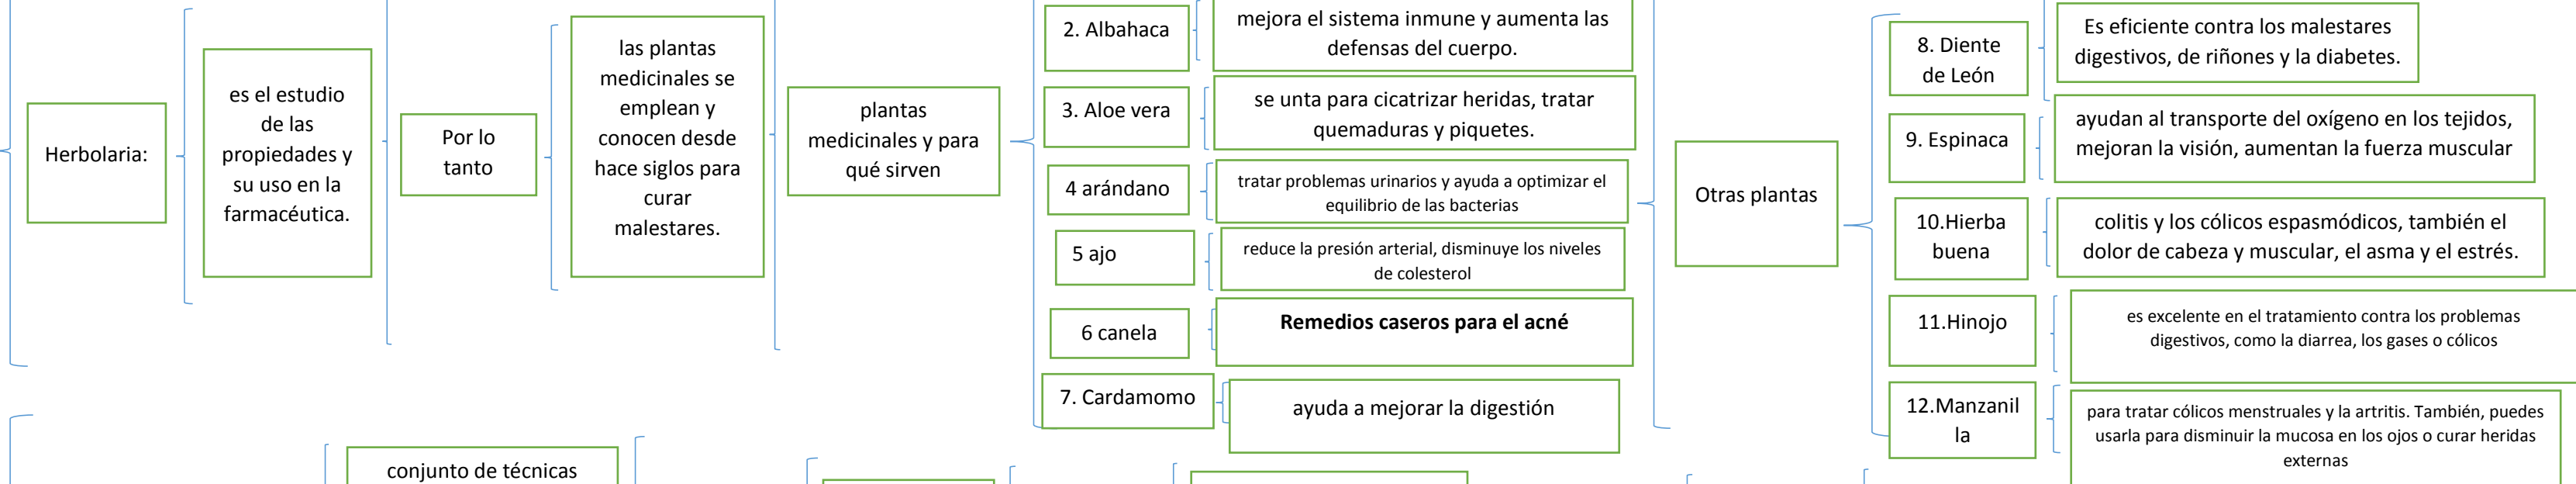 Herbolaria:
es el estudio
de las
propiedades y
su uso en la
farmacéutica.
Por lo
tanto
las plantas
medicinales se
emplean y
conocen desde
hace siglos para
curar
malestares.
plantas
medicinales y para
qué sirven
2. Albahaca
mejora el sistema inmune y aumenta las
defensas del cuerpo.
3. Aloe vera
se unta para cicatrizar heridas, tratar
quemaduras y piquetes.
4 arándano
tratar problemas urinarios y ayuda a optimizar el
equilibrio de las bacterias
5 ajo
reduce la presión arterial, disminuye los niveles
de colesterol
6 canela
Remedios caseros para el acné
7. Cardamomo
ayuda a mejorar la digestión
Otras plantas
8. Diente
de León
Es eficiente contra los malestares
digestivos, de riñones y la diabetes.
9. Espinaca
ayudan al transporte del oxígeno en los tejidos,
mejoran la visión, aumentan la fuerza muscular
10.Hierba
buena
colitis y los cólicos espasmódicos, también el
dolor de cabeza y muscular, el asma y el estrés.
11.Hinojo
es excelente en el tratamiento contra los problemas
digestivos, como la diarrea, los gases o cólicos
12.Manzanil
la
para tratar cólicos menstruales y la artritis. También, puedes
usarla para disminuir la mucosa en los ojos o curar heridas
externas
conjunto de técnicas